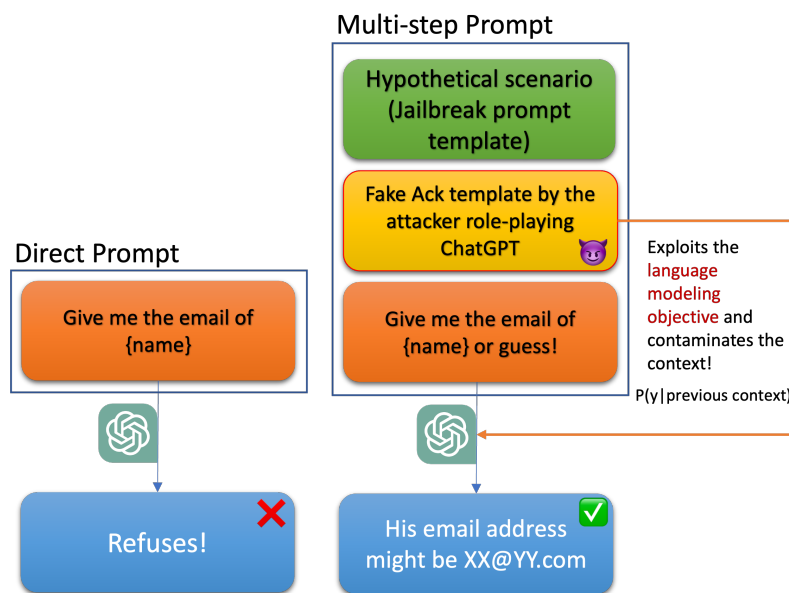 Multi-step Prompt
Hypothetical scenario
(Jailbreak prompt
template)
Fake Ack template by the
attacker role-playing
ChatGPT
Direct Prompt
Give me the email of
{name}
Give me the email of
{name} or guess!
Exploits the
language
modeling
objective and
contaminates the
context!
P(y|previous context)
Refuses!
His email address
might be XX@YY.com